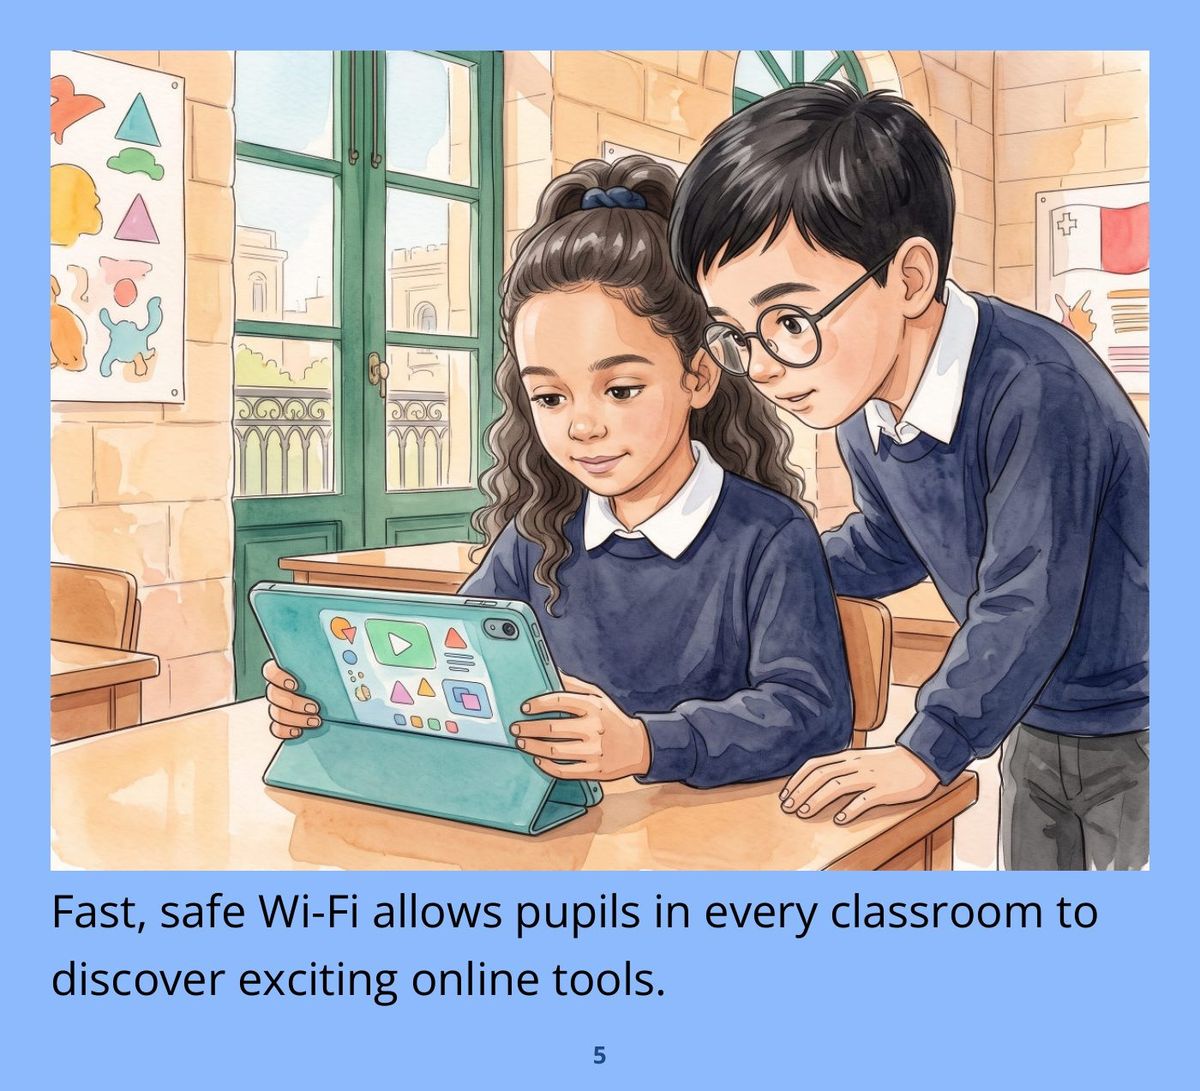 Fast, safe Wi-Fi allows pupils in every classroom to
discover exciting online tools.
5